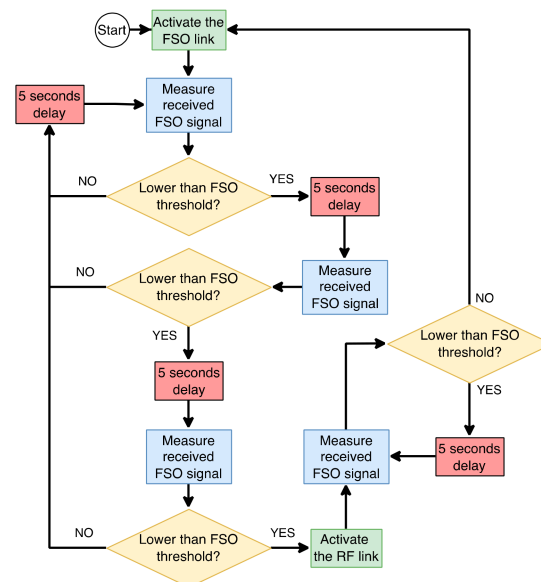 Start
Activate the
FSO link
5 seconds
delay
Measure
received
FSO signal
NO
Lower than FSO
threshold?
YES
5 seconds
delay
NO
Lower than FSO
threshold?
Measure
received
FSO signal
YES
NO
Lower than FSO
threshold?
YES
5 seconds
delay
Measure
received
FSO signal
Measure
received
FSO signal
5 seconds
delay
NO
Lower than FSO
threshold?
YES
Activate
the RF link